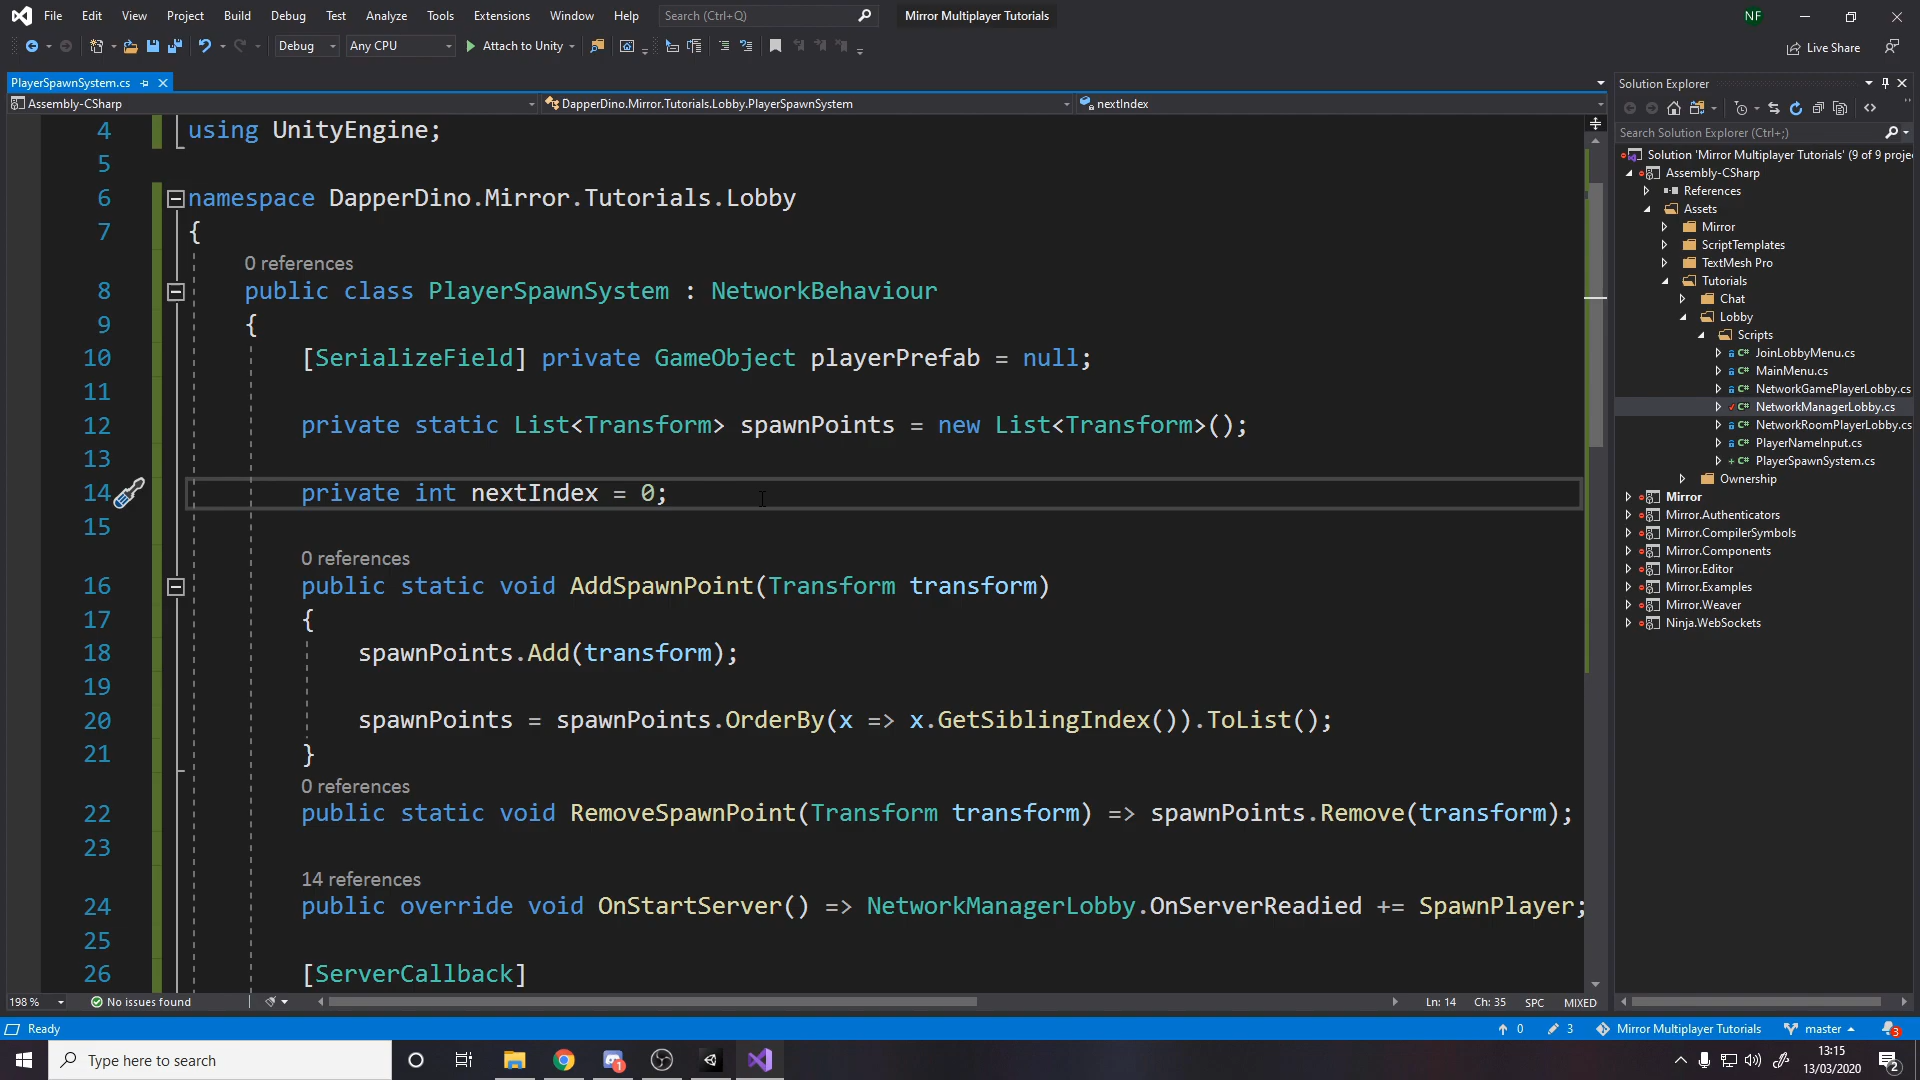 File Edit View Project Build Debug Test Analyze Tools Extensions Window Help Search (Ctrl+Q) Mirror Multiplayer Tutorials NF
Debug Any CPU Attach to Unity Live Share
PlayerSpawnSystem.cs
Assembly-CSharp DapperDino.Mirror.Tutorials.Lobby.PlayerSpawnSystem nextIndex
4 using UnityEngine;
5
6 namespace DapperDino.Mirror.Tutorials.Lobby
7 {
0 references
8 public class PlayerSpawnSystem : NetworkBehaviour
9 {
10 [SerializeField] private GameObject playerPrefab = null;
11
12 private static List<Transform> spawnPoints = new List<Transform>();
13
14 private int nextIndex = 0;
15
0 references
16 public static void AddSpawnPoint(Transform transform)
17 {
18 spawnPoints.Add(transform);
19
20 spawnPoints = spawnPoints.OrderBy(x => x.GetSiblingIndex()).ToList();
21 }
0 references
22 public static void RemoveSpawnPoint(Transform transform) => spawnPoints.Remove(transform);
23
14 references
24 public override void OnStartServer() => NetworkManagerLobby.OnServerReadied += SpawnPlayer;
25
26 [ServerCallback]
198 % No issues found Ln: 14 Ch: 35 SPC MIXED
Solution Explorer
Search Solution Explorer (Ctrl+;)
Solution 'Mirror Multiplayer Tutorials' (9 of 9 proje
Assembly-CSharp
References
Assets
Mirror
ScriptTemplates
TextMesh Pro
Tutorials
Chat
Lobby
Scripts
JoinLobbyMenu.cs
MainMenu.cs
NetworkGamePlayerLobby.cs
NetworkManagerLobby.cs
NetworkRoomPlayerLobby.cs
PlayerNameInput.cs
PlayerSpawnSystem.cs
Ownership
Mirror
Mirror.Authenticators
Mirror.CompilerSymbols
Mirror.Components
Mirror.Editor
Mirror.Examples
Mirror.Weaver
Ninja.WebSockets
Ready 0 3 Mirror Multiplayer Tutorials master 3
Type here to search 1 13:15
13/03/2020 2